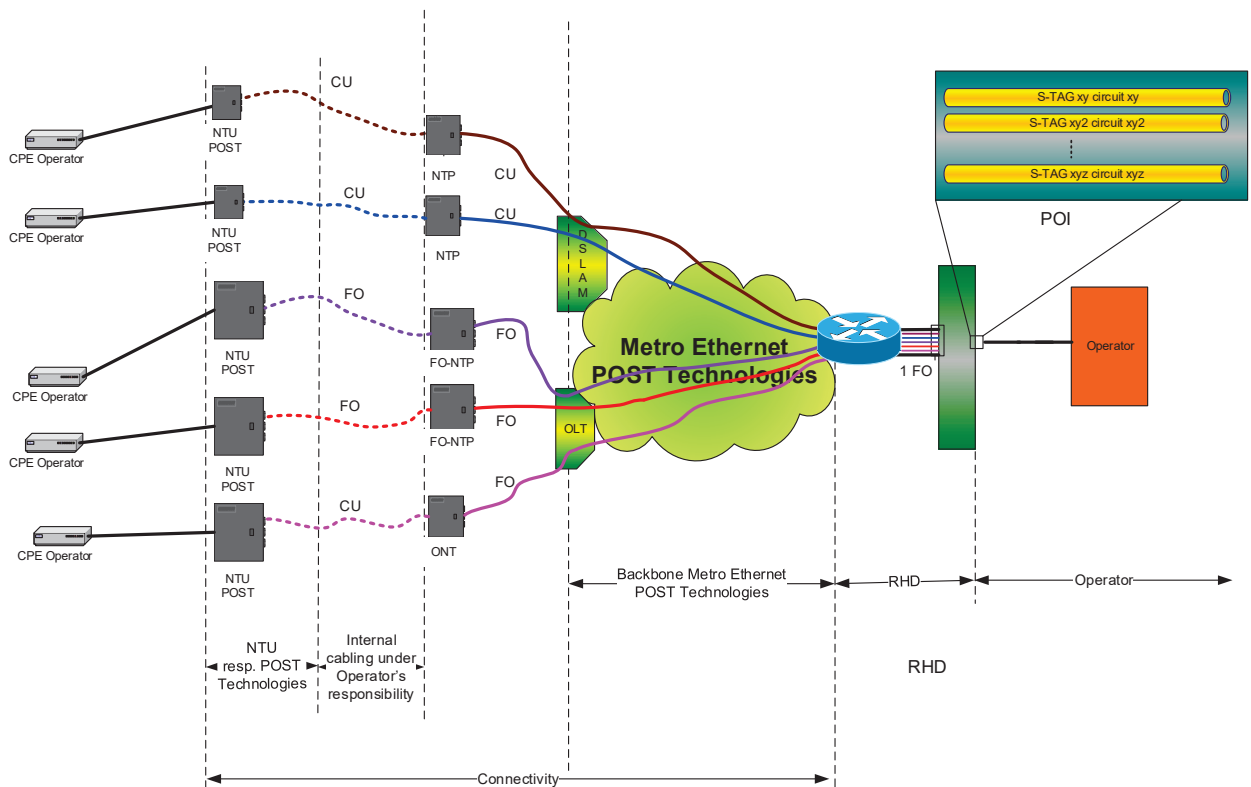 CU
S-TAG xy circuit xy
S-TAG xy2 circuit xy2
S-TAG xyz circuit xyz
POI
CPE Operator
NTU
POST
NTP
CU
CPE Operator
NTU
POST
CU
NTP
CU
D
S
L
A
M
CPE Operator
NTU
POST
FO
FO-NTP
FO
Metro Ethernet
POST Technologies
1 FO
Operator
CPE Operator
NTU
POST
FO
FO-NTP
FO
OLT
CPE Operator
NTU
POST
CU
ONT
FO
Backbone Metro Ethernet
POST Technologies
RHD
Operator
NTU
resp. POST
Technologies
Internal
cabling under
Operator's
responsibility
RHD
Connectivity